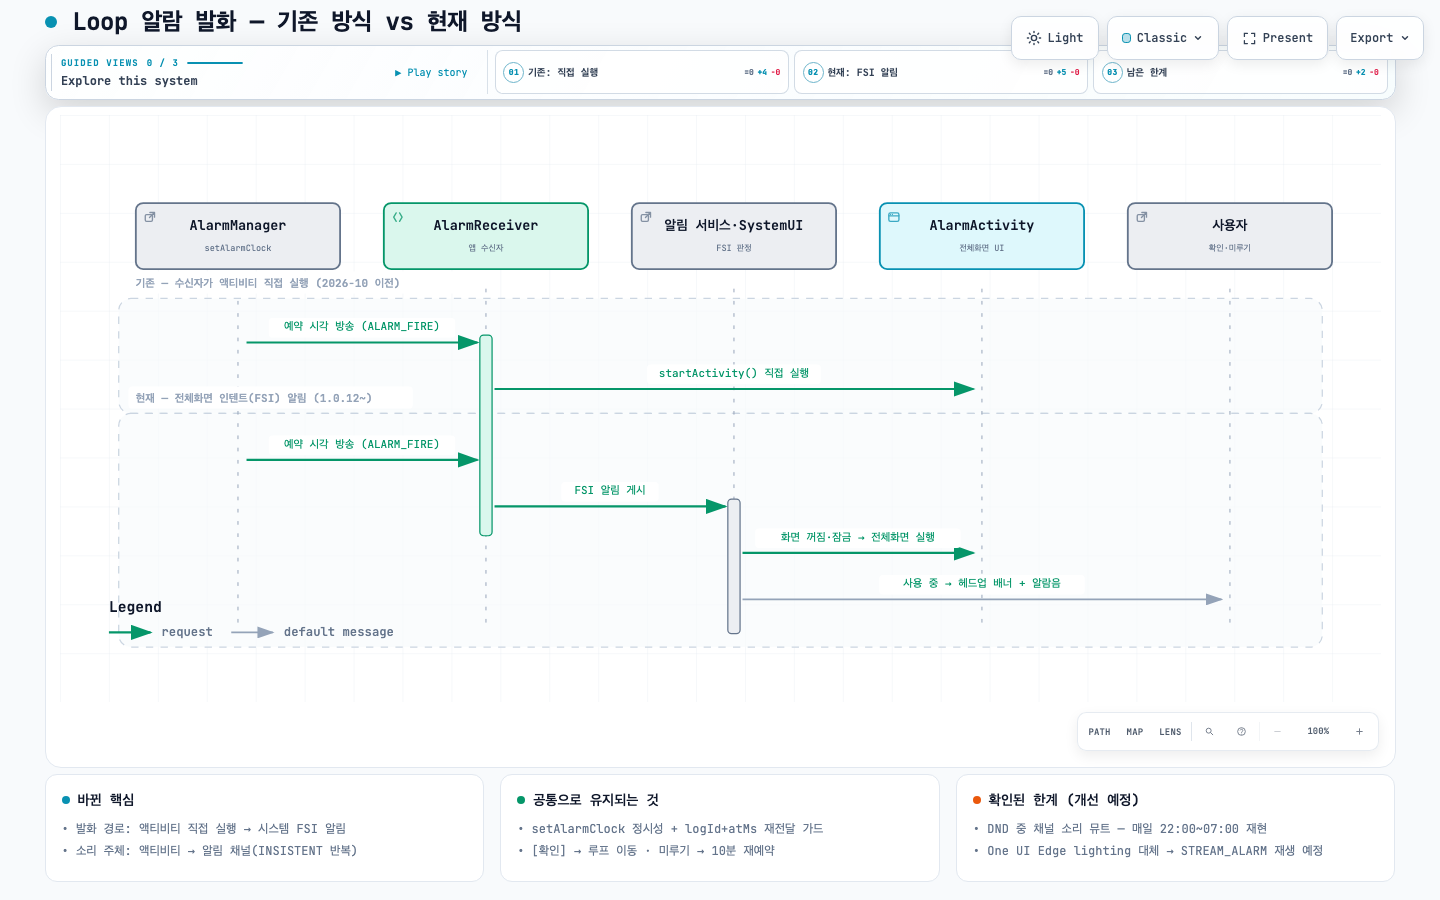 Loop 알람 발화 — 기존 방식 vs 현재 방식
Light
Classic
Present
Export
GUIDED VIEWS 0 / 3
Explore this system
▶ Play story
01 기존: 직접 실행 =0 +4 -0
02 현재: FSI 알림 =0 +5 -0
03 남은 한계 =0 +2 -0
AlarmManager
setAlarmClock
AlarmReceiver
앱 수신자
알림 서비스·SystemUI
FSI 판정
AlarmActivity
전체화면 UI
사용자
확인·미루기
기존 — 수신자가 액티비티 직접 실행 (2026-10 이전)
예약 시각 방송 (ALARM_FIRE)
startActivity() 직접 실행
현재 — 전체화면 인텐트(FSI) 알림 (1.0.12~)
예약 시각 방송 (ALARM_FIRE)
FSI 알림 게시
화면 꺼짐·잠금 → 전체화면 실행
사용 중 → 헤드업 배너 + 알람음
Legend
request
default message
PATH MAP LENS − 100% +
바뀐 핵심
• 발화 경로: 액티비티 직접 실행 → 시스템 FSI 알림
• 소리 주체: 액티비티 → 알림 채널(INSISTENT 반복)
공통으로 유지되는 것
• setAlarmClock 정시성 + logId+atMs 재전달 가드
• [확인] → 루프 이동 · 미루기 → 10분 재예약
확인된 한계 (개선 예정)
• DND 중 채널 소리 뮤트 — 매일 22:00~07:00 재현
• One UI Edge lighting 대체 → STREAM_ALARM 재생 예정